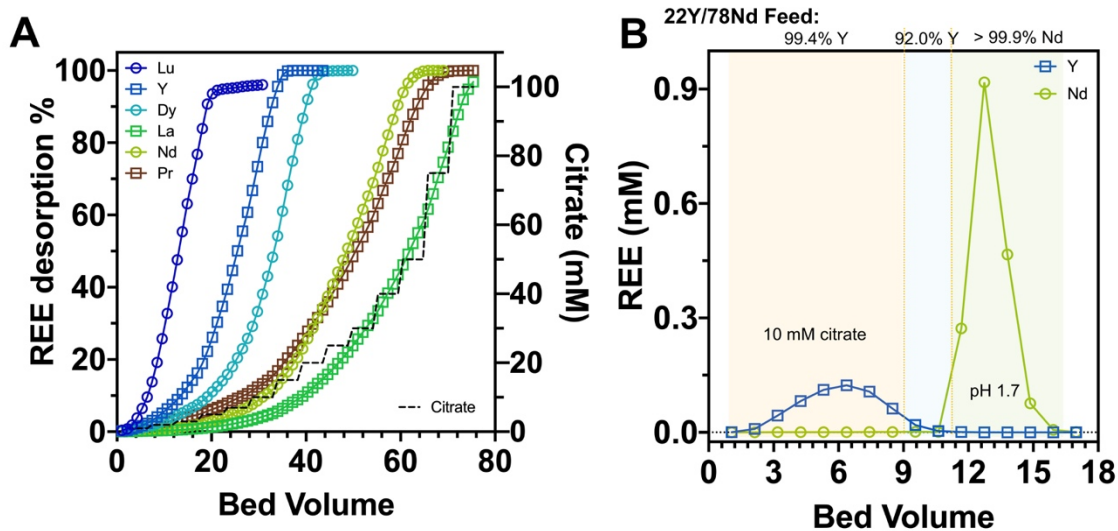 A
REE desorption %
100
80
60
40
20
0
Lu
Y
Dy
La
Nd
Pr
Citrate
0
20
40
60
80
Bed Volume
100
80
60
40
20
0
Citrate (mM)
22Y/78Nd Feed:
B
99.4% Y 92.0% Y > 99.9% Nd
Y
Nd
REE (mM)
0.9
0.6
0.3
0.0
10 mM citrate
pH 1.7
0 3 6 9 12 15 18
Bed Volume